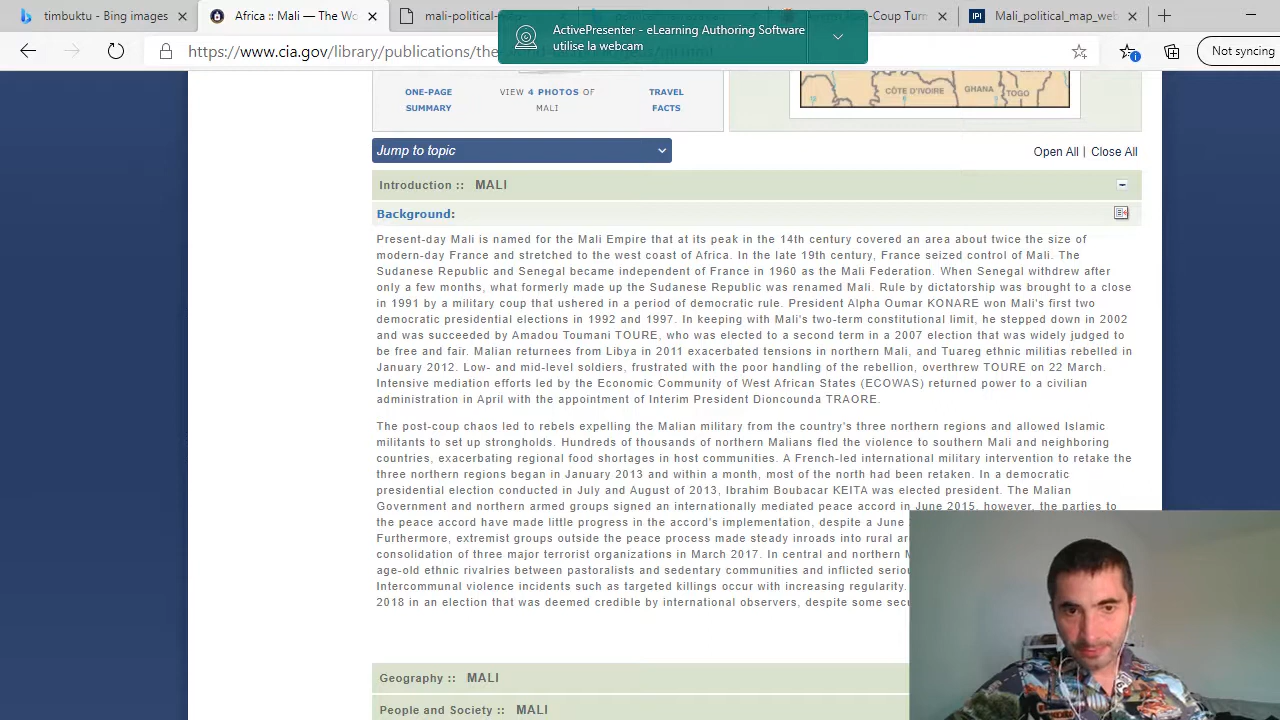 timbuktu - Bing images
Africa :: Mali — The Wo
mali-political-map-
Coup Turn
Mali_political_map_web
ActivePresenter - eLearning Authoring Software
utilise la webcam
https://www.cia.gov/library/publications/the
Not syncing
ONE-PAGE
SUMMARY
VIEW 4 PHOTOS OF
MALI
TRAVEL
FACTS
CÔTE D'IVOIRE
GHANA
TOGO
Jump to topic
Open All | Close All
Introduction :: MALI
Background:
Present-day Mali is named for the Mali Empire that at its peak in the 14th century covered an area about twice the size of
modern-day France and stretched to the west coast of Africa. In the late 19th century, France seized control of Mali. The
Sudanese Republic and Senegal became independent of France in 1960 as the Mali Federation. When Senegal withdrew after
only a few months, what formerly made up the Sudanese Republic was renamed Mali. Rule by dictatorship was brought to a close
in 1991 by a military coup that ushered in a period of democratic rule. President Alpha Oumar KONARE won Mali's first two
democratic presidential elections in 1992 and 1997. In keeping with Mali's two-term constitutional limit, he stepped down in 2002
and was succeeded by Amadou Toumani TOURE, who was elected to a second term in a 2007 election that was widely judged to
be free and fair. Malian returnees from Libya in 2011 exacerbated tensions in northern Mali, and Tuareg ethnic militias rebelled in
January 2012. Low- and mid-level soldiers, frustrated with the poor handling of the rebellion, overthrew TOURE on 22 March.
Intensive mediation efforts led by the Economic Community of West African States (ECOWAS) returned power to a civilian
administration in April with the appointment of Interim President Dioncounda TRAORE.
The post-coup chaos led to rebels expelling the Malian military from the country's three northern regions and allowed Islamic
militants to set up strongholds. Hundreds of thousands of northern Malians fled the violence to southern Mali and neighboring
countries, exacerbating regional food shortages in host communities. A French-led international military intervention to retake the
three northern regions began in January 2013 and within a month, most of the north had been retaken. In a democratic
presidential election conducted in July and August of 2013, Ibrahim Boubacar KEITA was elected president. The Malian
Government and northern armed groups signed an internationally mediated peace accord in June 2015, however, the parties to
the peace accord have made little progress in the accord's implementation, despite a June
Furthermore, extremist groups outside the peace process made steady inroads into rural ar
consolidation of three major terrorist organizations in March 2017. In central and northern M
age-old ethnic rivalries between pastoralists and sedentary communities and inflicted seriou
Intercommunal violence incidents such as targeted killings occur with increasing regularity.
2018 in an election that was deemed credible by international observers, despite some secu
Geography :: MALI
People and Society :: MALI